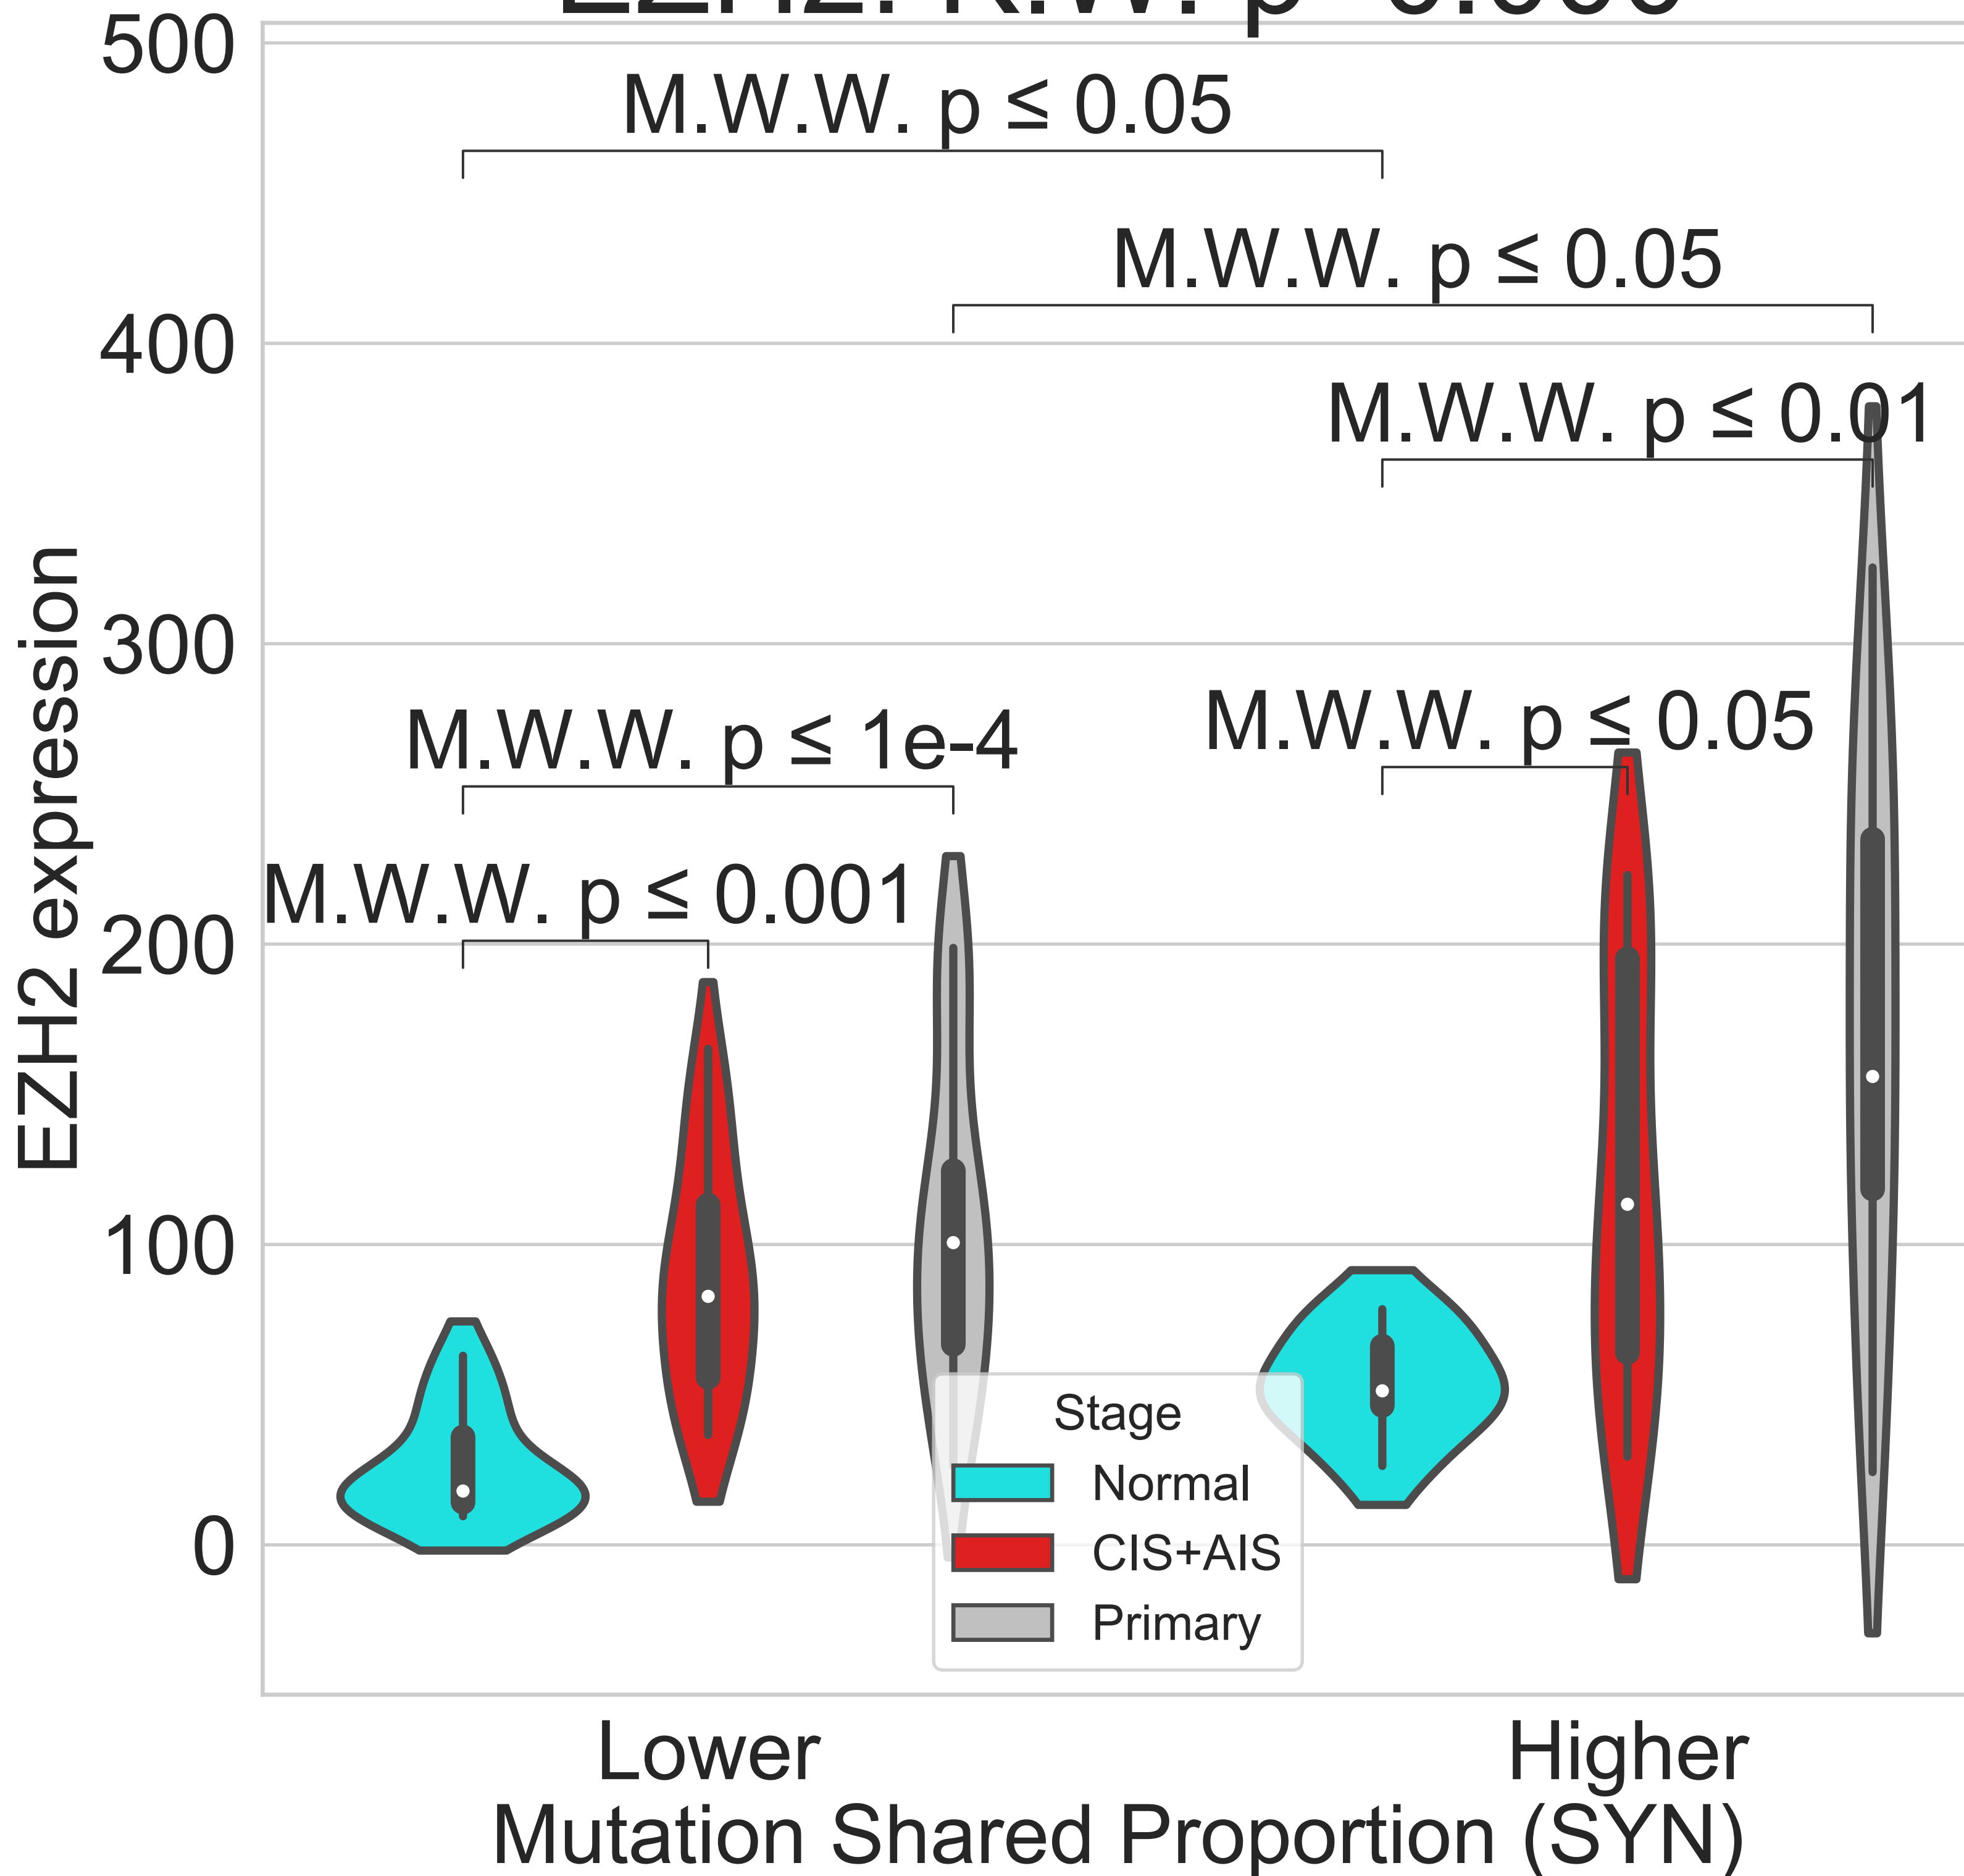 500
M.W.W. p ≤ 0.05
M.W.W. p ≤ 0.05
400
M.W.W. p ≤ 0.01
300
M.W.W. p ≤ 1e-4
M.W.W. p ≤ 0.05
M.W.W. p ≤ 0.001
200
100
0
EZH2 expression
Stage
Normal
CIS+AIS
Primary
Lower
Higher
Mutation Shared Proportion (SYN)